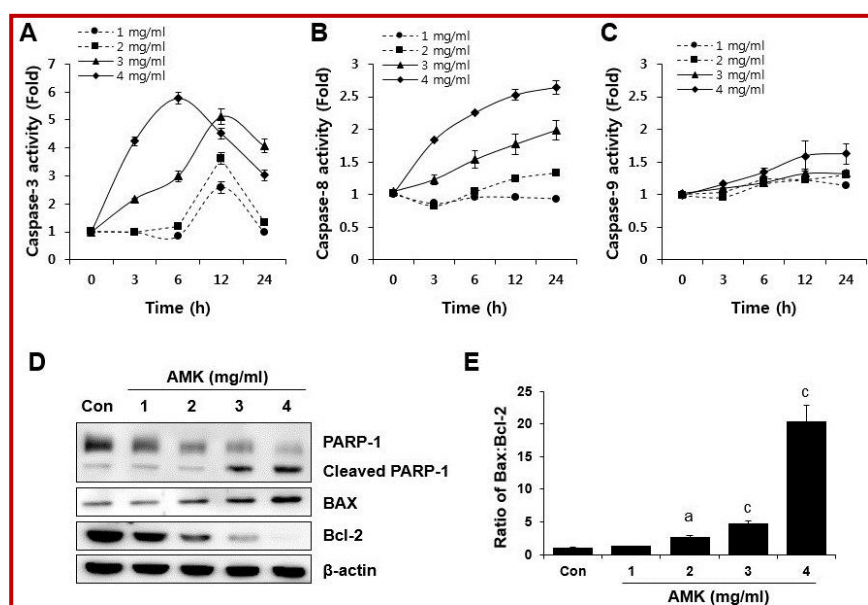 A
1 mg/ml
2 mg/ml
3 mg/ml
4 mg/ml
Caspase-3 activity (Fold)
7
6
5
4
3
2
1
0
0 3 6 12 24
Time (h)
B
1 mg/ml
2 mg/ml
3 mg/ml
4 mg/ml
Caspase-8 activity (Fold)
3
2.5
2
1.5
1
0.5
0
0 3 6 12 24
Time (h)
C
1 mg/ml
2 mg/ml
3 mg/ml
4 mg/ml
Caspase-9 activity (Fold)
3
2.5
2
1.5
1
0.5
0
0 3 6 12 24
Time (h)
D
AMK (mg/ml)
Con 1 2 3 4
PARP-1
Cleaved PARP-1
BAX
Bcl-2
β-actin
E
Ratio of Bax:Bcl-2
25
20
15
10
5
0
a
c
c
Con 1 2 3 4
AMK (mg/ml)